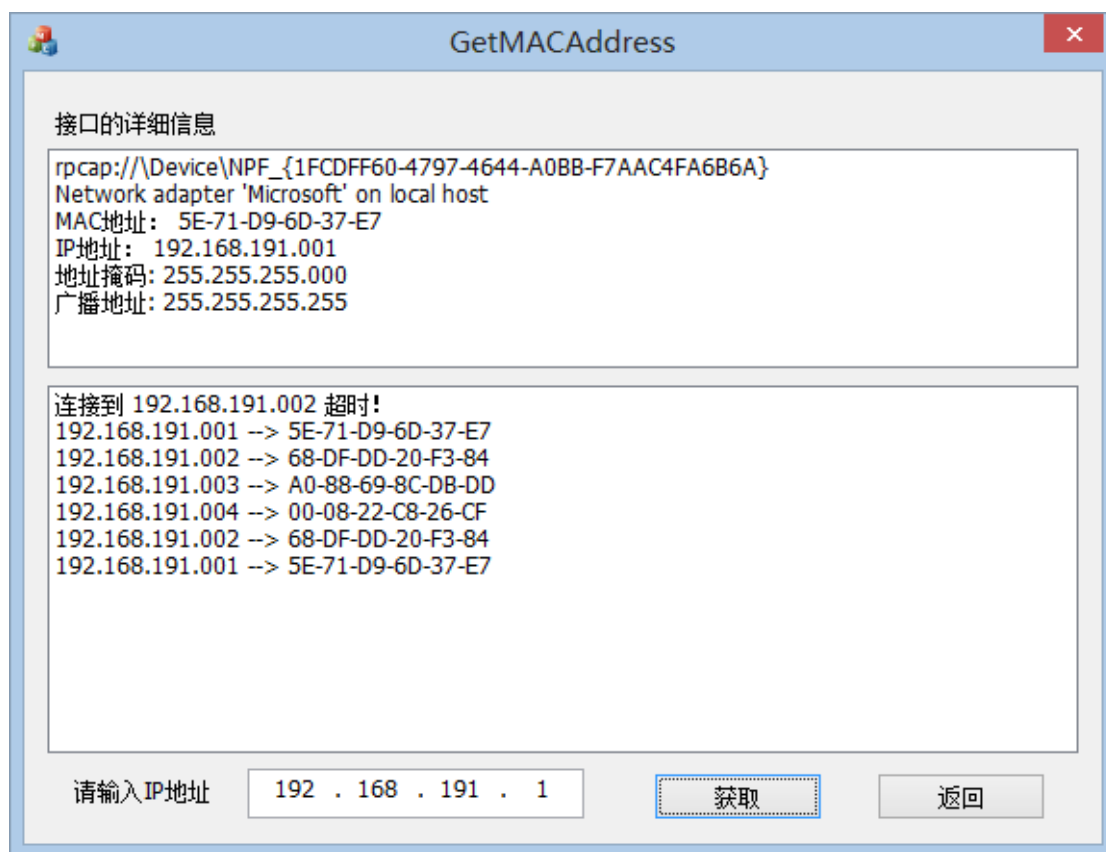 GetMACAddress
接口的详细信息
rpcap://\Device\NPF_{1FCDFF60-4797-4644-A0BB-F7AAC4FA6B6A}
Network adapter 'Microsoft' on local host
MAC地址： 5E-71-D9-6D-37-E7
IP地址： 192.168.191.001
地址掩码: 255.255.255.000
广播地址: 255.255.255.255
连接到 192.168.191.002 超时!
192.168.191.001 --> 5E-71-D9-6D-37-E7
192.168.191.002 --> 68-DF-DD-20-F3-84
192.168.191.003 --> A0-88-69-8C-DB-DD
192.168.191.004 --> 00-08-22-C8-26-CF
192.168.191.002 --> 68-DF-DD-20-F3-84
192.168.191.001 --> 5E-71-D9-6D-37-E7
请输入IP地址 192 . 168 . 191 . 1 获取 返回